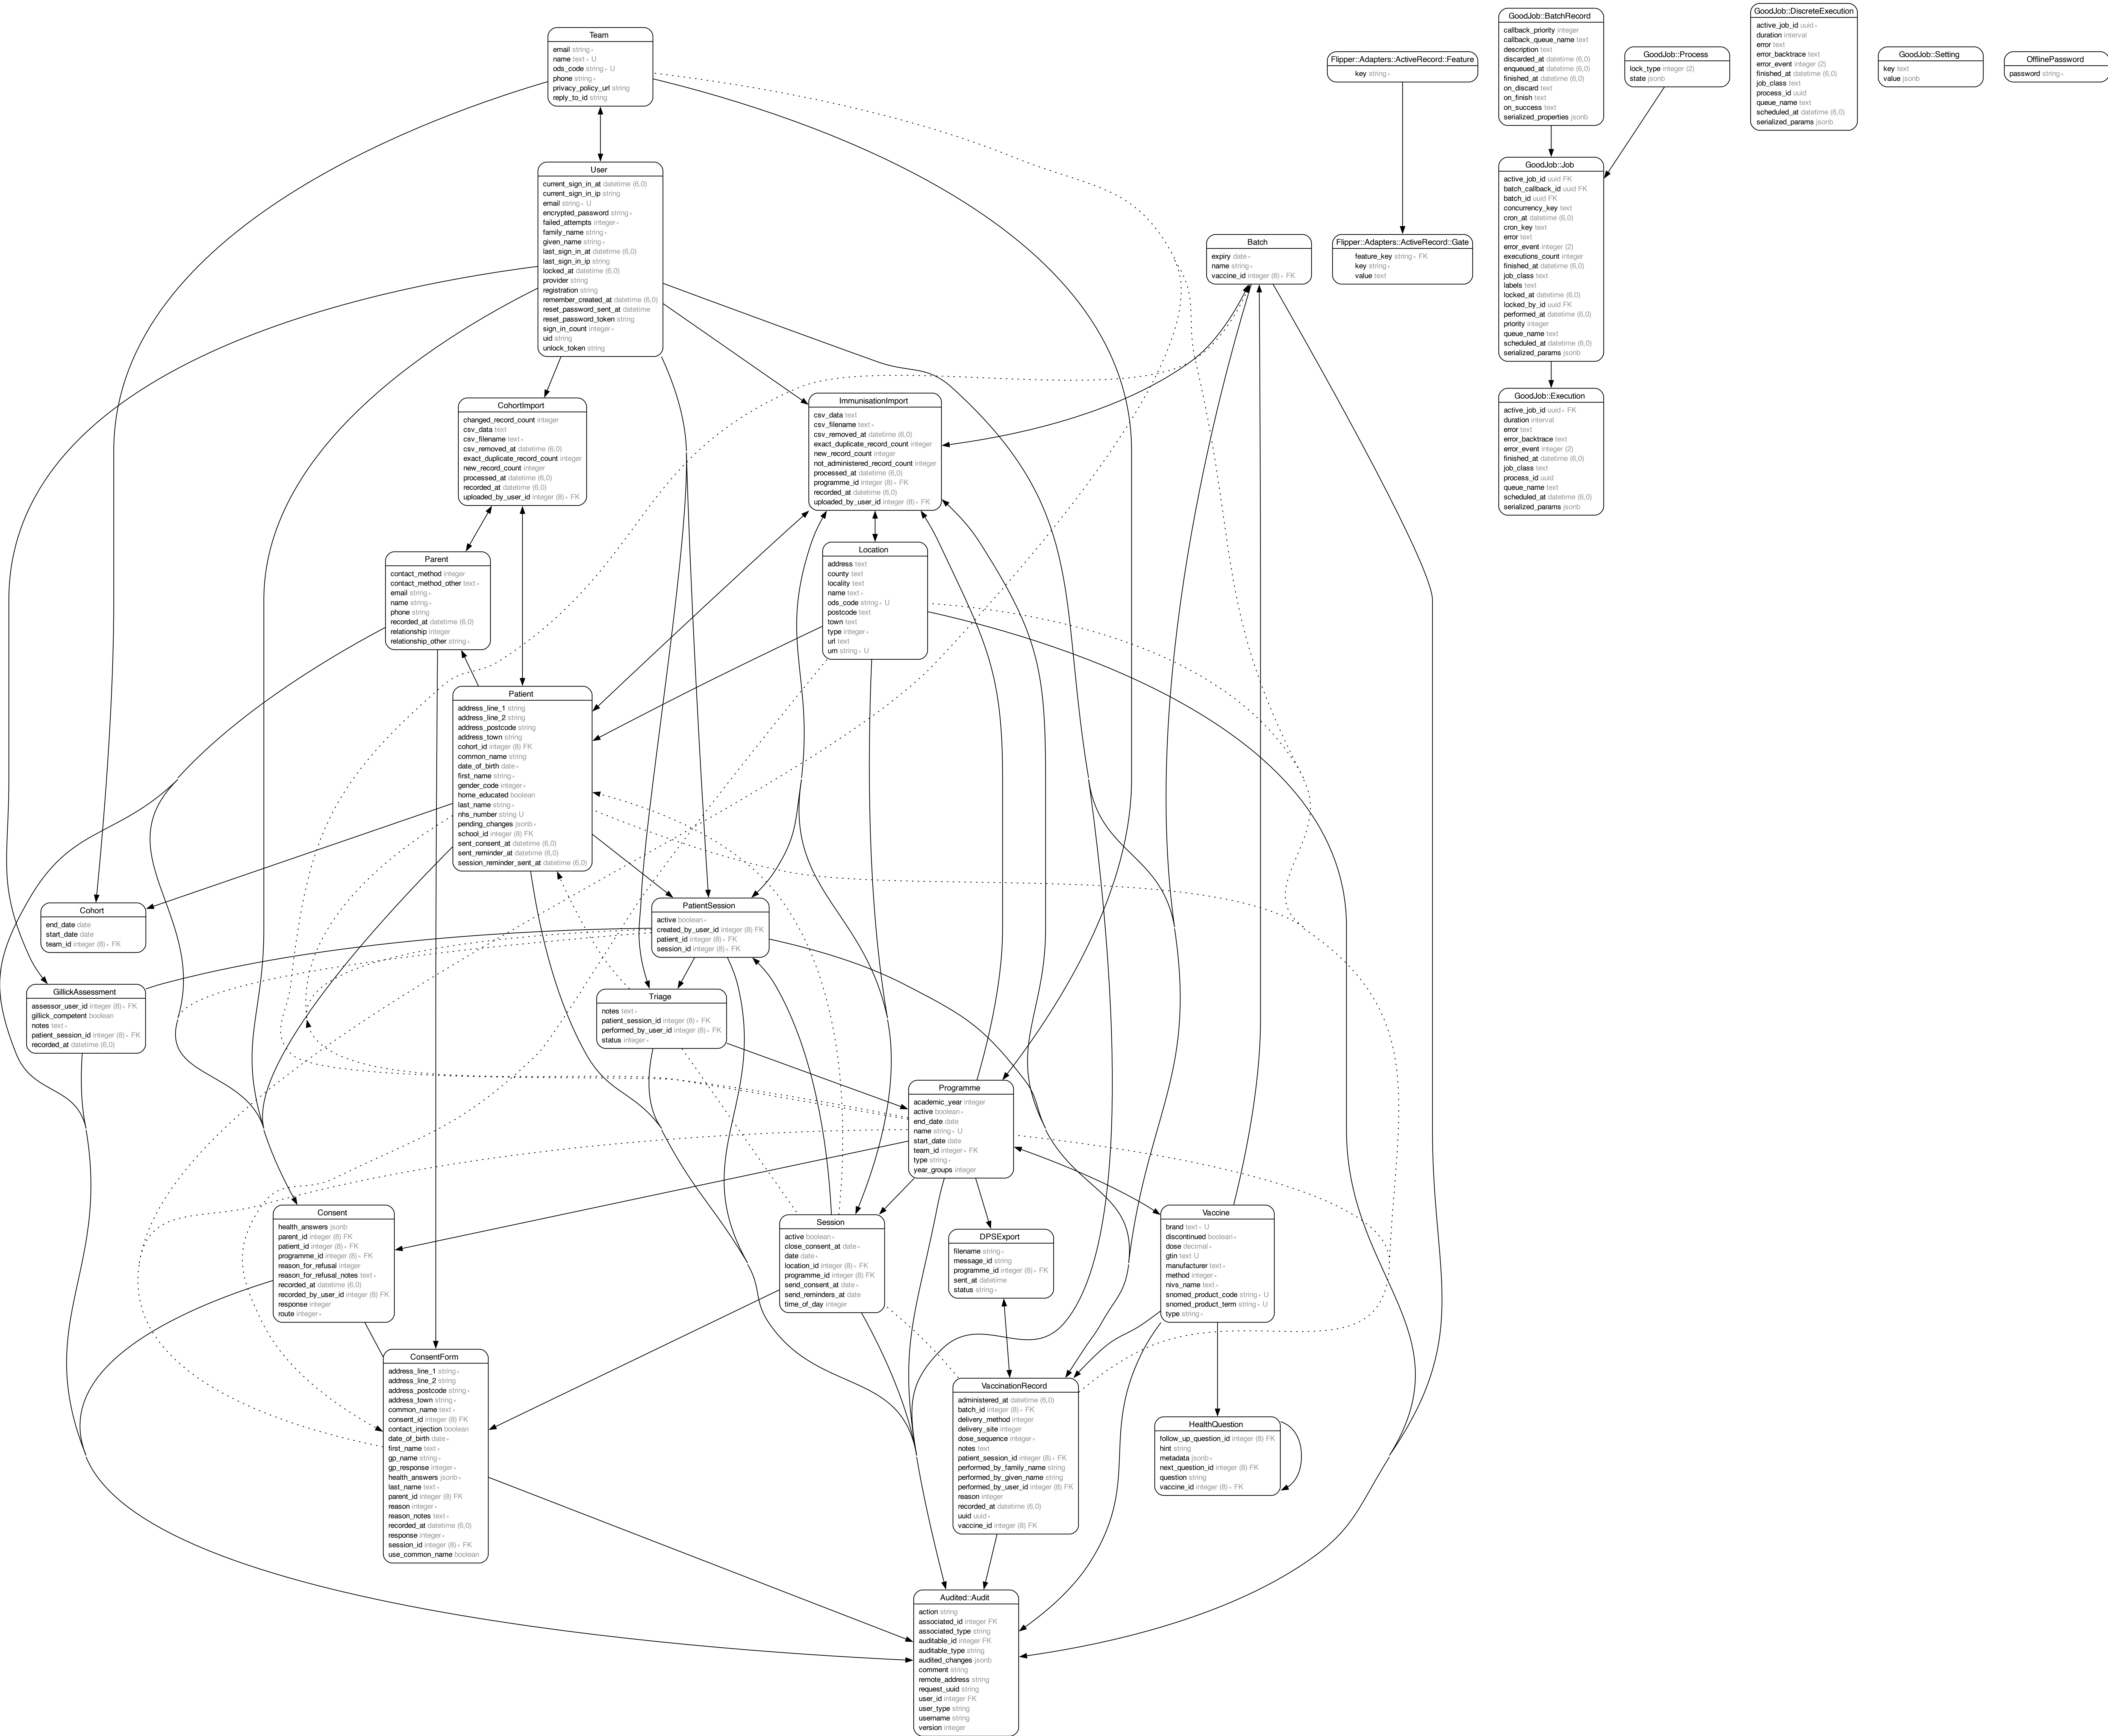 Team
email string ∗
name text ∗ U
ods_code string ∗ U
phone string ∗
privacy_policy_url string
reply_to_id string
User
current_sign_in_at datetime (6,0)
current_sign_in_ip string
email string ∗ U
encrypted_password string ∗
failed_attempts integer ∗
family_name string ∗
given_name string ∗
last_sign_in_at datetime (6,0)
last_sign_in_ip string
locked_at datetime (6,0)
provider string
registration string
remember_created_at datetime (6,0)
reset_password_sent_at datetime
reset_password_token string
sign_in_count integer ∗
uid string
unlock_token string
CohortImport
changed_record_count integer
csv_data text
csv_filename text ∗
csv_removed_at datetime (6,0)
exact_duplicate_record_count integer
new_record_count integer
processed_at datetime (6,0)
recorded_at datetime (6,0)
uploaded_by_user_id integer (8) ∗ FK
ImmunisationImport
csv_data text
csv_filename text ∗
csv_removed_at datetime (6,0)
exact_duplicate_record_count integer
new_record_count integer
not_administered_record_count integer
processed_at datetime (6,0)
programme_id integer (8) ∗ FK
recorded_at datetime (6,0)
uploaded_by_user_id integer (8) ∗ FK
Batch
expiry date ∗
name string ∗
vaccine_id integer (8) ∗ FK
Flipper::Adapters::ActiveRecord::Feature
key string ∗
Flipper::Adapters::ActiveRecord::Gate
feature_key string ∗ FK
key string ∗
value text
GoodJob::BatchRecord
callback_priority integer
callback_queue_name text
description text
discarded_at datetime (6,0)
enqueued_at datetime (6,0)
finished_at datetime (6,0)
on_discard text
on_finish text
on_success text
serialized_properties jsonb
GoodJob::Process
lock_type integer (2)
state jsonb
GoodJob::DiscreteExecution
active_job_id uuid ∗
duration interval
error text
error_backtrace text
error_event integer (2)
finished_at datetime (6,0)
job_class text
process_id uuid
queue_name text
scheduled_at datetime (6,0)
serialized_params jsonb
GoodJob::Setting
key text
value jsonb
OfflinePassword
password string ∗
GoodJob::Job
active_job_id uuid FK
batch_callback_id uuid FK
batch_id uuid FK
concurrency_key text
cron_at datetime (6,0)
cron_key text
error text
error_event integer (2)
executions_count integer
finished_at datetime (6,0)
job_class text
labels text
locked_at datetime (6,0)
locked_by_id uuid FK
performed_at datetime (6,0)
priority integer
queue_name text
scheduled_at datetime (6,0)
serialized_params jsonb
GoodJob::Execution
active_job_id uuid ∗ FK
duration interval
error text
error_backtrace text
error_event integer (2)
finished_at datetime (6,0)
job_class text
process_id uuid
queue_name text
scheduled_at datetime (6,0)
serialized_params jsonb
Parent
contact_method integer
contact_method_other text ∗
email string ∗
name string ∗
phone string
recorded_at datetime (6,0)
relationship integer
relationship_other string ∗
Location
address text
county text
locality text
name text ∗
ods_code string ∗ U
postcode text
town text
type integer ∗
url text
urn string ∗ U
Patient
address_line_1 string
address_line_2 string
address_postcode string
address_town string
cohort_id integer (8) FK
common_name string
date_of_birth date ∗
first_name string ∗
gender_code integer ∗
home_educated boolean
last_name string ∗
nhs_number string U
pending_changes jsonb ∗
school_id integer (8) FK
sent_consent_at datetime (6,0)
sent_reminder_at datetime (6,0)
session_reminder_sent_at datetime (6,0)
Cohort
end_date date
start_date date
team_id integer (8) ∗ FK
PatientSession
active boolean ∗
created_by_user_id integer (8) FK
patient_id integer (8) ∗ FK
session_id integer (8) ∗ FK
GillickAssessment
assessor_user_id integer (8) ∗ FK
gillick_competent boolean
notes text ∗
patient_session_id integer (8) ∗ FK
recorded_at datetime (6,0)
Triage
notes text ∗
patient_session_id integer (8) ∗ FK
performed_by_user_id integer (8) ∗ FK
status integer ∗
Programme
academic_year integer
active boolean ∗
end_date date
name string ∗ U
start_date date
team_id integer ∗ FK
type string ∗
year_groups integer
Consent
health_answers jsonb
parent_id integer (8) FK
patient_id integer (8) ∗ FK
programme_id integer (8) ∗ FK
reason_for_refusal integer
reason_for_refusal_notes text ∗
recorded_at datetime (6,0)
recorded_by_user_id integer (8) FK
response integer
route integer ∗
Session
active boolean ∗
close_consent_at date ∗
date date ∗
location_id integer (8) ∗ FK
programme_id integer (8) FK
send_consent_at date ∗
send_reminders_at date
time_of_day integer
DPSExport
filename string ∗
message_id string
programme_id integer (8) ∗ FK
sent_at datetime
status string ∗
Vaccine
brand text ∗ U
discontinued boolean ∗
dose decimal ∗
gtin text U
manufacturer text ∗
method integer ∗
nivs_name text ∗
snomed_product_code string ∗ U
snomed_product_term string ∗ U
type string ∗
ConsentForm
address_line_1 string ∗
address_line_2 string
address_postcode string ∗
address_town string ∗
common_name text ∗
consent_id integer (8) FK
contact_injection boolean
date_of_birth date ∗
first_name text ∗
gp_name string ∗
gp_response integer ∗
health_answers jsonb ∗
last_name text ∗
parent_id integer (8) FK
reason integer ∗
reason_notes text ∗
recorded_at datetime (6,0)
response integer ∗
session_id integer (8) ∗ FK
use_common_name boolean
VaccinationRecord
administered_at datetime (6,0)
batch_id integer (8) ∗ FK
delivery_method integer
delivery_site integer
dose_sequence integer ∗
notes text
patient_session_id integer (8) ∗ FK
performed_by_family_name string
performed_by_given_name string
performed_by_user_id integer (8) FK
reason integer
recorded_at datetime (6,0)
uuid uuid ∗
vaccine_id integer (8) FK
HealthQuestion
follow_up_question_id integer (8) FK
hint string
metadata jsonb ∗
next_question_id integer (8) FK
question string
vaccine_id integer (8) ∗ FK
Audited::Audit
action string
associated_id integer FK
associated_type string
auditable_id integer FK
auditable_type string
audited_changes jsonb
comment string
remote_address string
request_uuid string
user_id integer FK
user_type string
username string
version integer